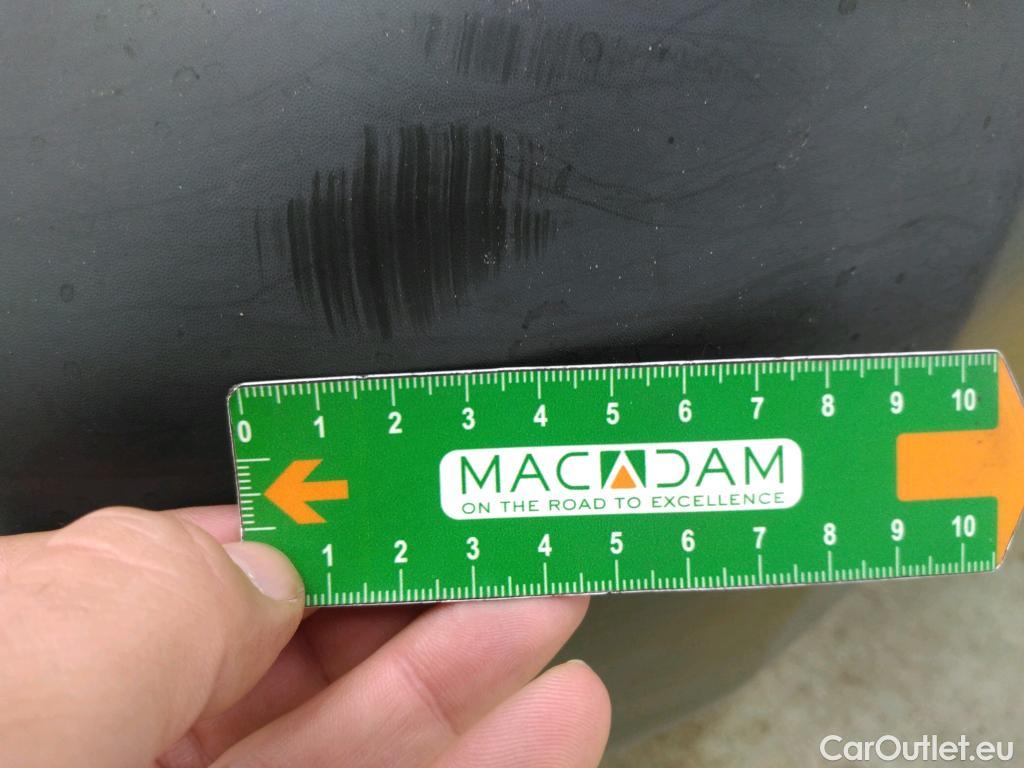 0 1 2 3 4 5 6 7 8 9 10
MACADAM
ON THE ROAD TO EXCELLENCE
1 2 3 4 5 6 7 8 9 10
CarOutlet.eu